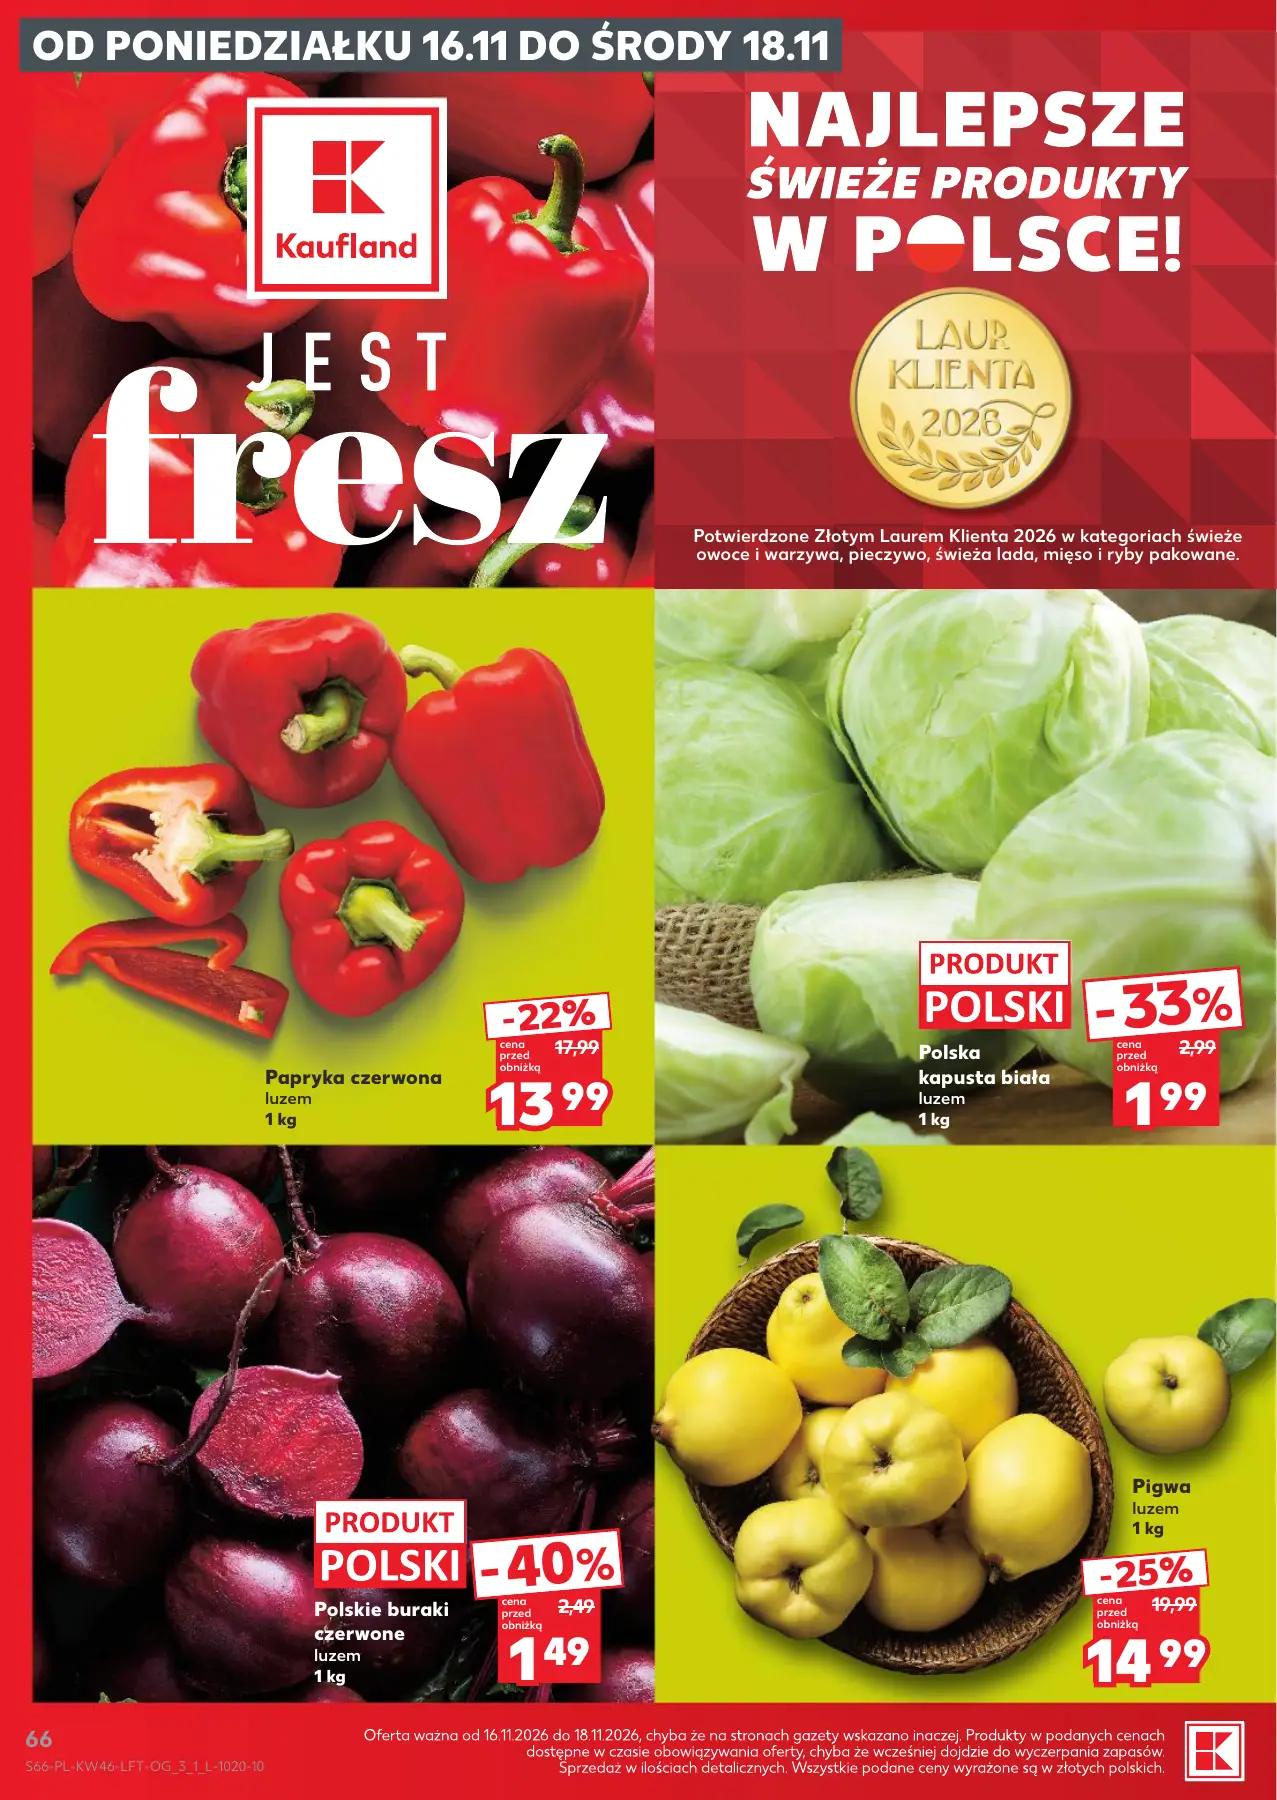 OD PONIEDZIAŁKU 16.11 DO ŚRODY 18.11
Kaufland
JEST
fresz
NAJLEPSZE
ŚWIEŻE PRODUKTY
W POLSCE!
LAUR
KLIENTA
2026
Potwierdzone Złotym Laurem Klienta 2026 w kategoriach świeże
owoce i warzywa, pieczywo, świeża lada, mięso i ryby pakowane.
Papryka czerwona
luzem
1 kg
-22%
cena
przed
obniżką
17,99
13 99
PRODUKT
POLSKI
Polska
kapusta biała
luzem
1 kg
-33%
cena
przed
obniżką
2,99
1 99
PRODUKT
POLSKI
Polskie buraki
czerwone
luzem
1 kg
-40%
cena
przed
obniżką
2,49
1 49
Pigwa
luzem
1 kg
-25%
cena
przed
obniżką
19,99
14 99
66
S66-PL-KW46-LFT-OG_3_1_L-1020-10
Oferta ważna od 16.11.2026 do 18.11.2026, chyba że na stronach gazety wskazano inaczej. Produkty w podanych cenach
dostępne w czasie obowiązywania oferty, chyba że wcześniej dojdzie do wyczerpania zapasów.
Sprzedaż w ilościach detalicznych. Wszystkie podane ceny wyrażone są w złotych polskich.